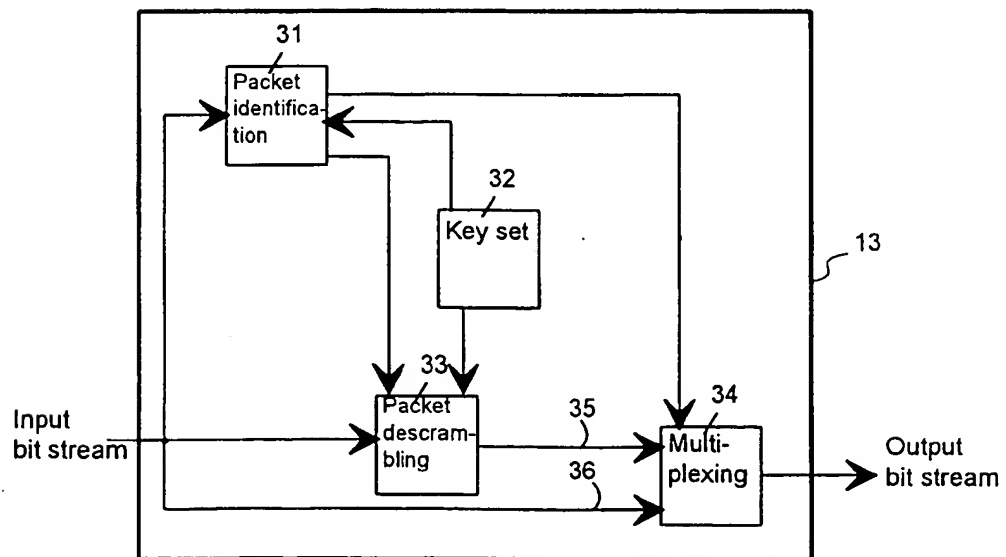 31
Packet
identifica-
tion
32
Key set
13
33
Packet
descram-
bling
35
34
Multi-
plexing
36
Input
bit stream
Output
bit stream